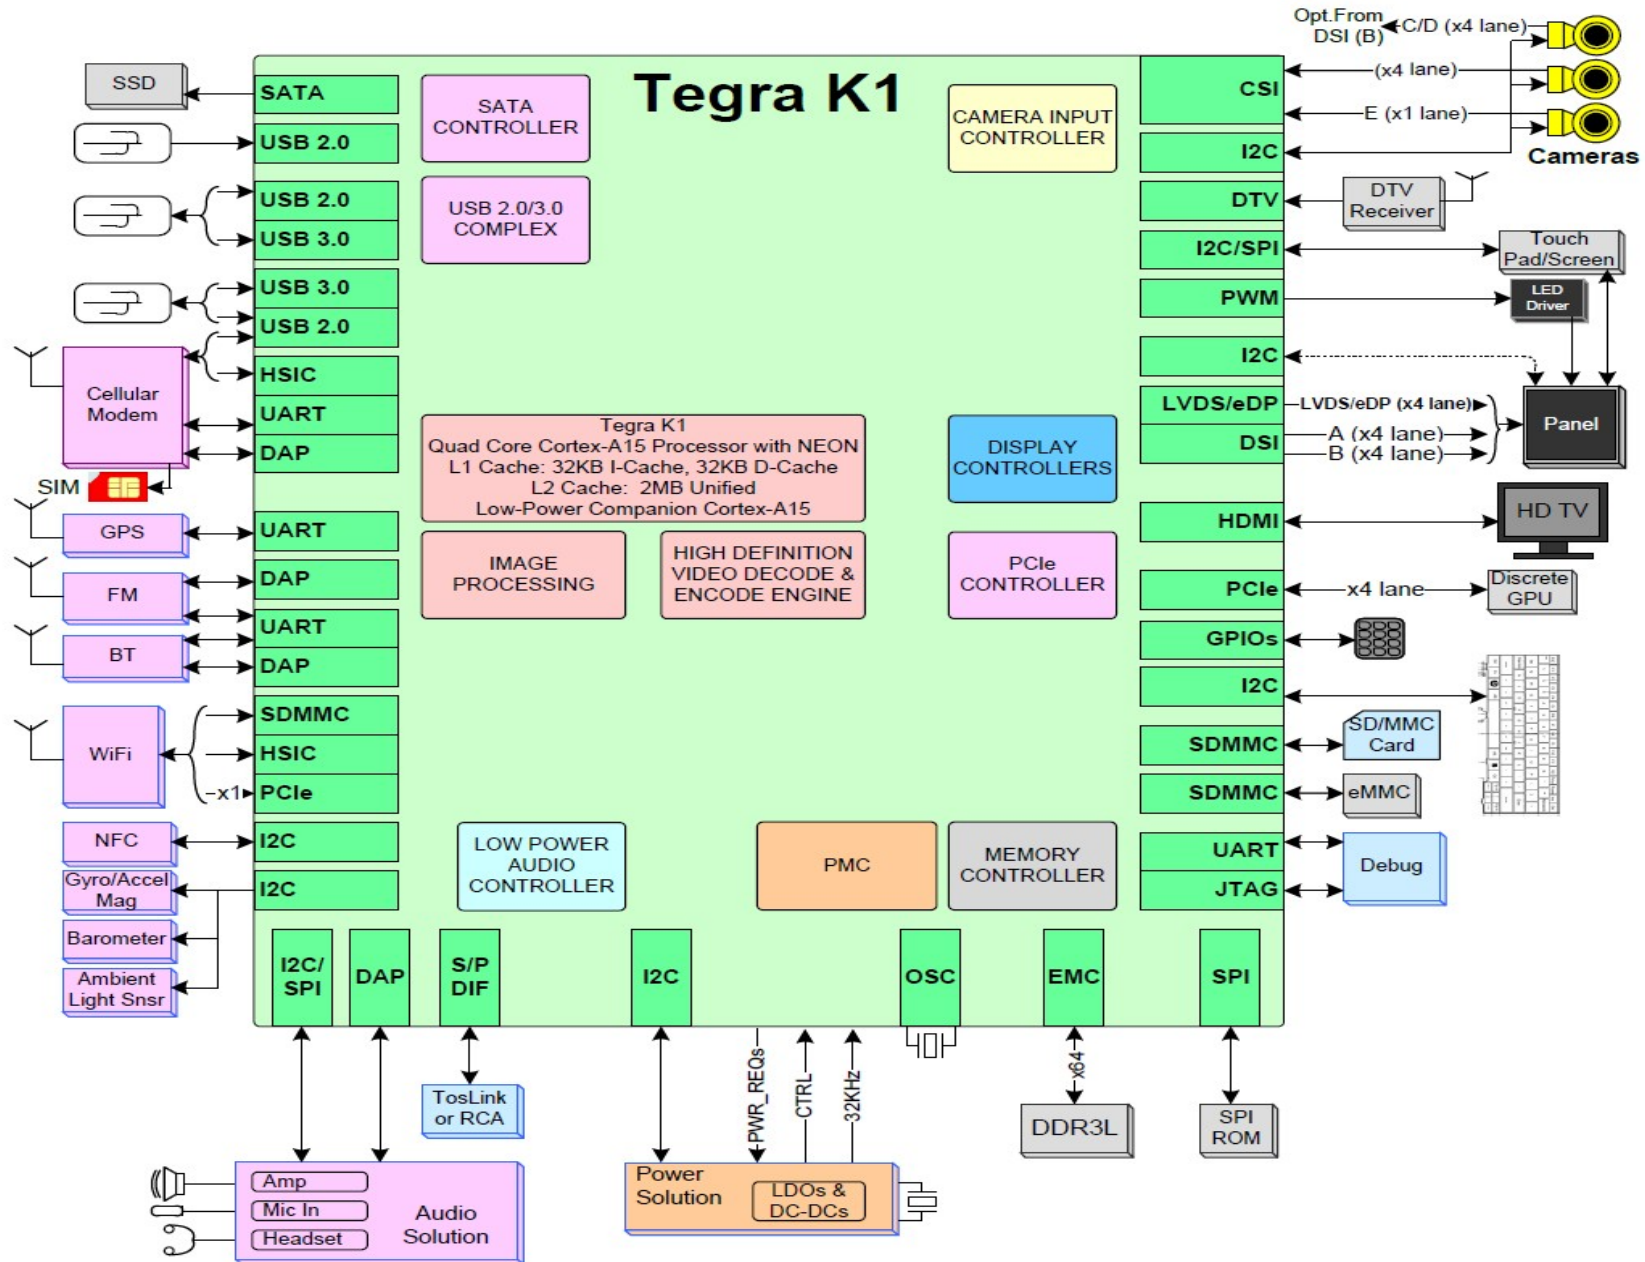 Tegra K1
SSD
SATA
USB 2.0
USB 2.0
USB 3.0
USB 3.0
USB 2.0
HSIC
UART
DAP
Cellular
Modem
SIM
GPS
UART
FM
DAP
UART
BT
DAP
WiFi
SDMMC
HSIC
x1
PCIe
NFC
I2C
Gyro/Accel
Mag
I2C
Barometer
Ambient
Light Snsr
SATA
CONTROLLER
USB 2.0/3.0
COMPLEX
CAMERA INPUT
CONTROLLER
Tegra K1
Quad Core Cortex-A15 Processor with NEON
L1 Cache: 32KB I-Cache, 32KB D-Cache
L2 Cache: 2MB Unified
Low-Power Companion Cortex-A15
DISPLAY
CONTROLLERS
IMAGE
PROCESSING
HIGH DEFINITION
VIDEO DECODE &
ENCODE ENGINE
PCIe
CONTROLLER
LOW POWER
AUDIO
CONTROLLER
PMC
MEMORY
CONTROLLER
Opt.From
DSI (B)
C/D (x4 lane)
CSI
(x4 lane)
E (x1 lane)
I2C
Cameras
DTV
DTV
Receiver
I2C/SPI
Touch
Pad/Screen
PWM
LED
Driver
I2C
LVDS/eDP
LVDS/eDP (x4 lane)
DSI
A (x4 lane)
B (x4 lane)
Panel
HDMI
HD TV
PCIe
x4 lane
Discrete
GPU
GPIOs
I2C
SDMMC
SD/MMC
Card
SDMMC
eMMC
UART
JTAG
Debug
I2C/
SPI
DAP
S/P
DIF
I2C
OSC
EMC
SPI
TosLink
or RCA
PWR_REQs
CTRL
32KHz
x64
DDR3L
SPI
ROM
Amp
Mic In
Headset
Audio
Solution
Power
Solution
LDOs &
DC-DCs